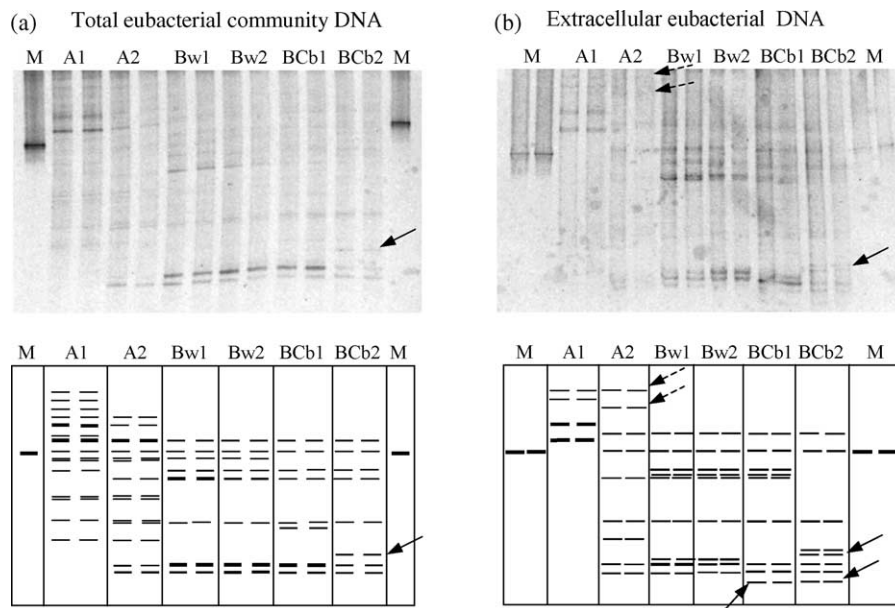 (a) Total eubacterial community DNA
M A1 A2 Bw1 Bw2 BCb1 BCb2 M
M A1 A2 Bw1 Bw2 BCb1 BCb2 M
(b) Extracellular eubacterial DNA
M A1 A2 Bw1 Bw2 BCb1 BCb2 M
M A1 A2 Bw1 Bw2 BCb1 BCb2 M